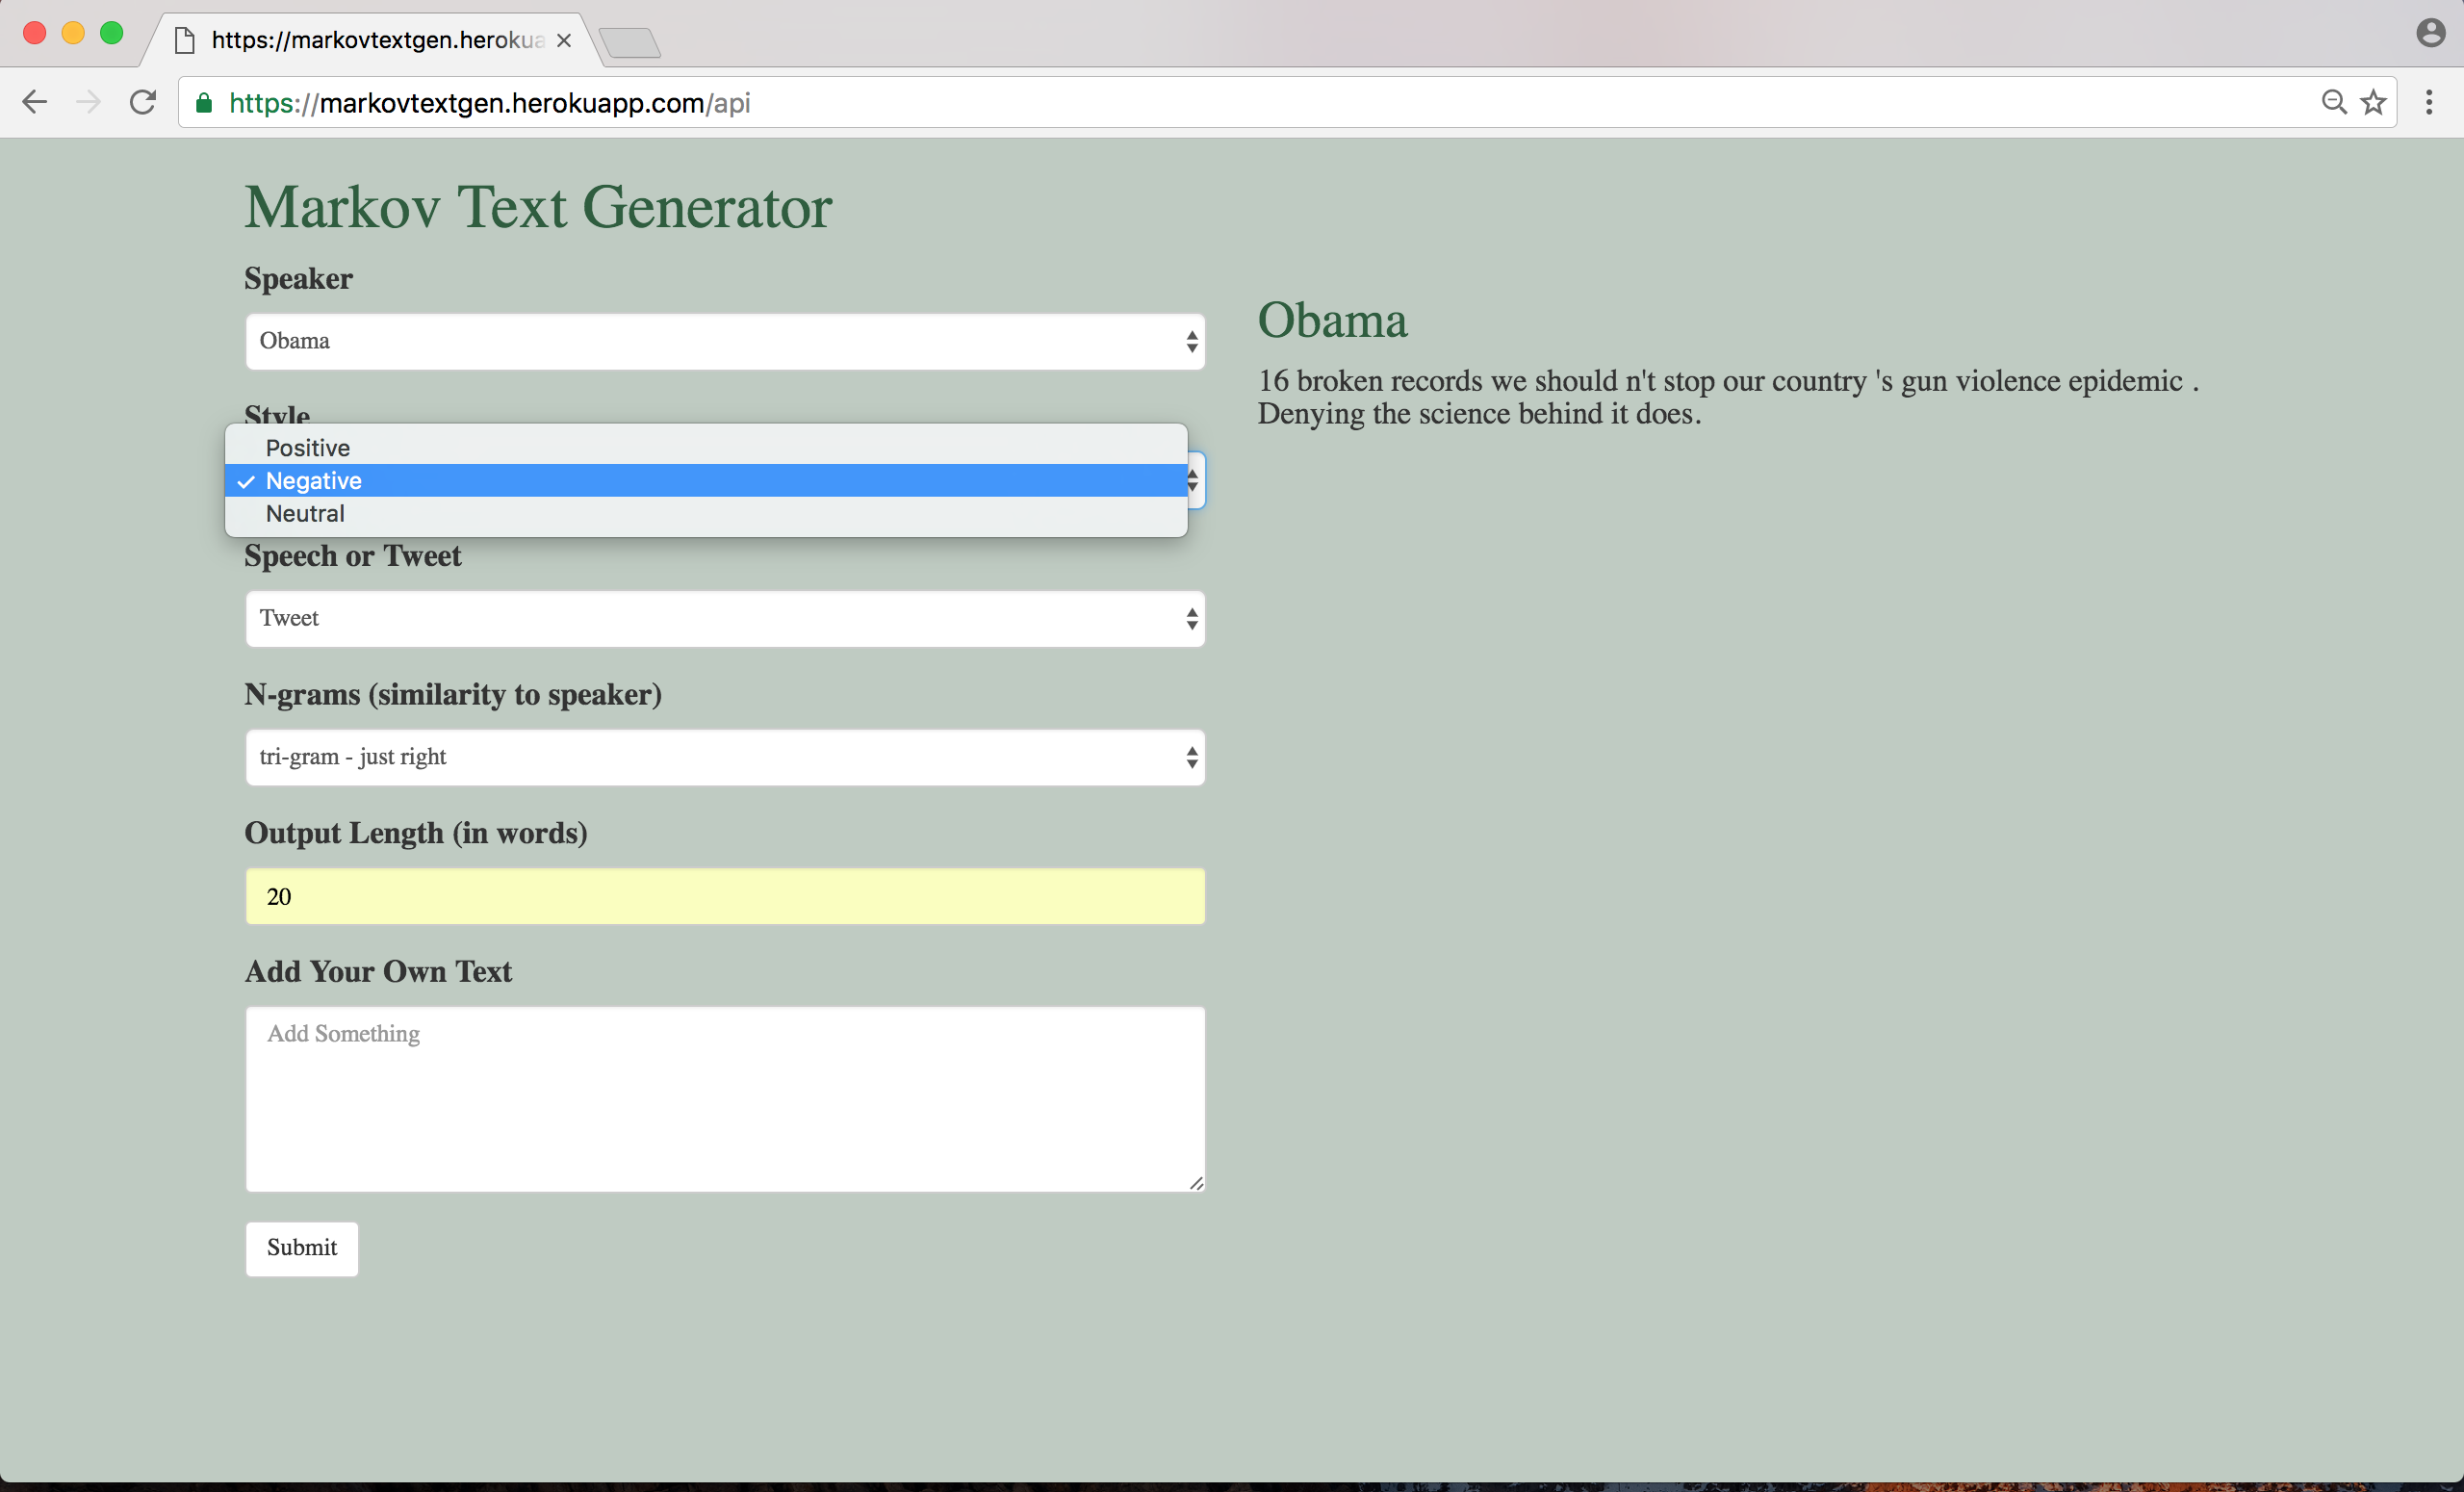 https://markovtextgen.herokua
https://markovtextgen.herokuapp.com/api
Markov Text Generator
Speaker
Obama
Style
Positive
✓ Negative
Neutral
Speech or Tweet
Tweet
N-grams (similarity to speaker)
tri-gram - just right
Output Length (in words)
20
Add Your Own Text
Add Something
Submit
Obama
16 broken records we should n't stop our country 's gun violence epidemic .
Denying the science behind it does.